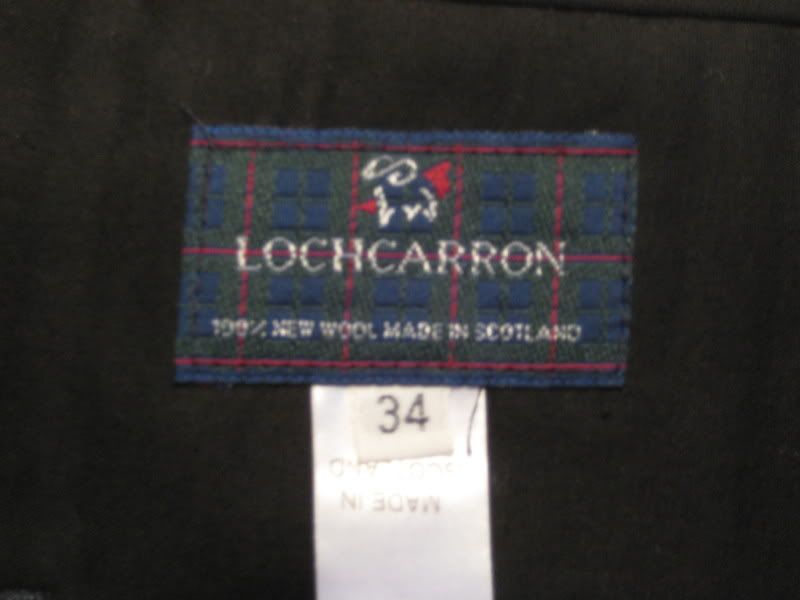 LOCHCARRON
100% NEW WOOL MADE IN SCOTLAND
34
MADE IN
SCOTLAND